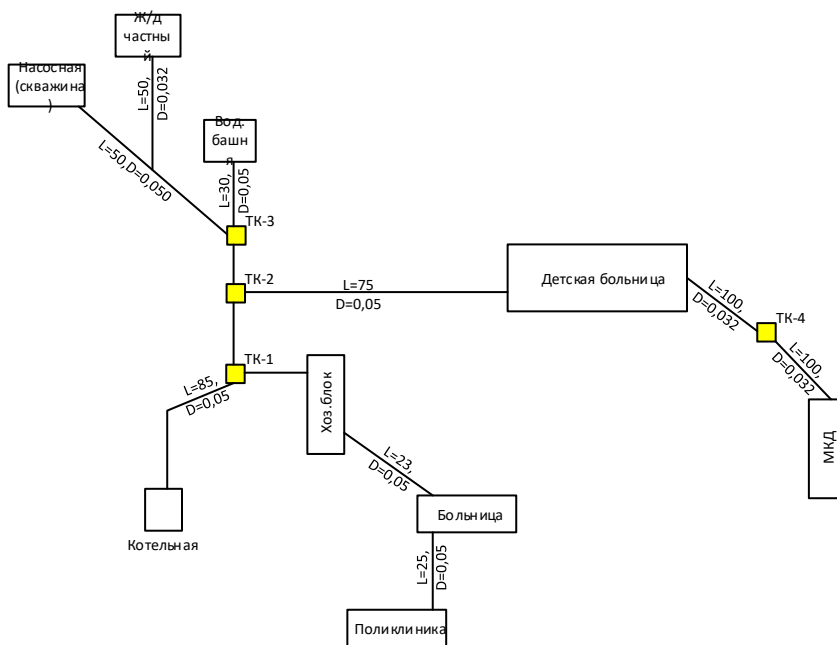 Ж/д
частны
й
L=50,
D=0,032
Насосная
(скважина
)
L=50,D=0,050
Вод.
башн
я
L=30,
D=0,05
ТК-3
ТК-2
L=75
D=0,05
Детская больница
L=100,
D=0,032
ТК-4
L=100,
D=0,032
МКД
ТК-1
L=85,
D=0,05
Хоз.блок
L=23,
D=0,05
Больница
Котельная
L=25,
D=0,05
Поликлиника